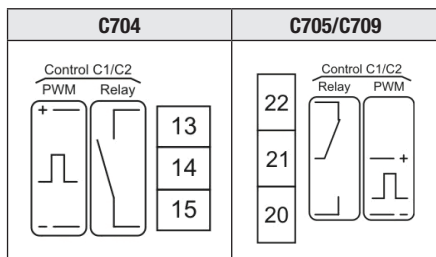 C704 C705/C709
Control C1/C2
PWM Relay
+
13
14
15
-
Control C1/C2
Relay PWM
22
21
+
20
-